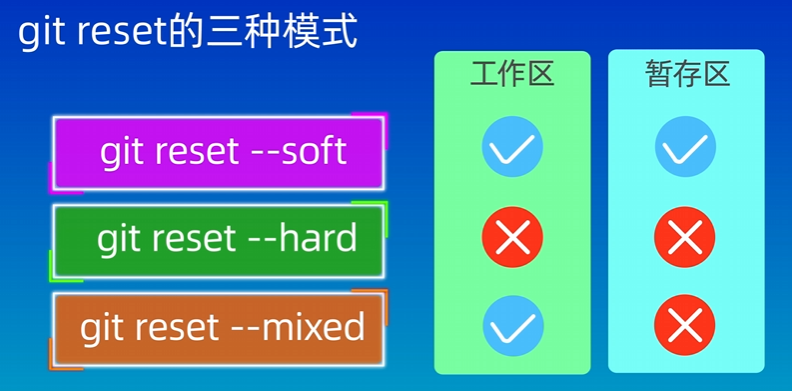 git reset的三种模式
工作区
暂存区
git reset --soft
git reset --hard
git reset --mixed